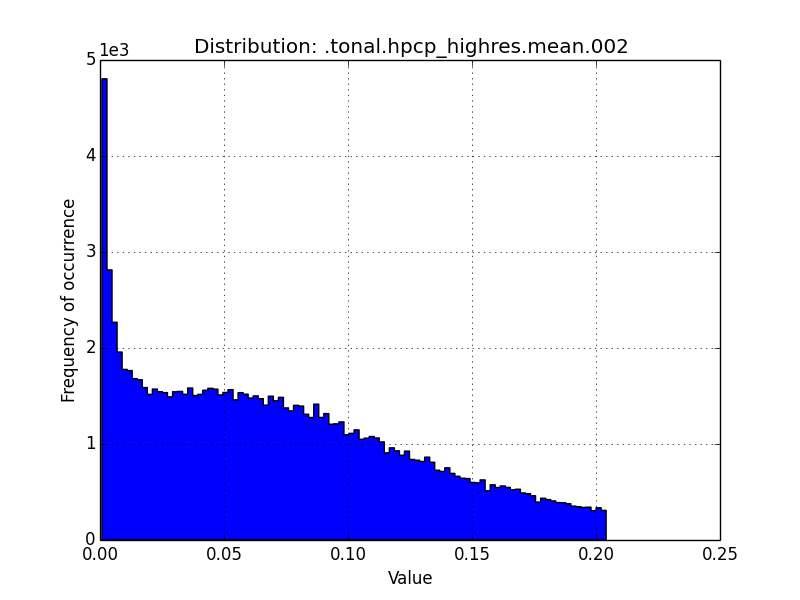 Distribution: .tonal.hpcp_highres.mean.002
1e3
5
4
3
2
1
0
Frequency of occurrence
0.00 0.05 0.10 0.15 0.20 0.25
Value